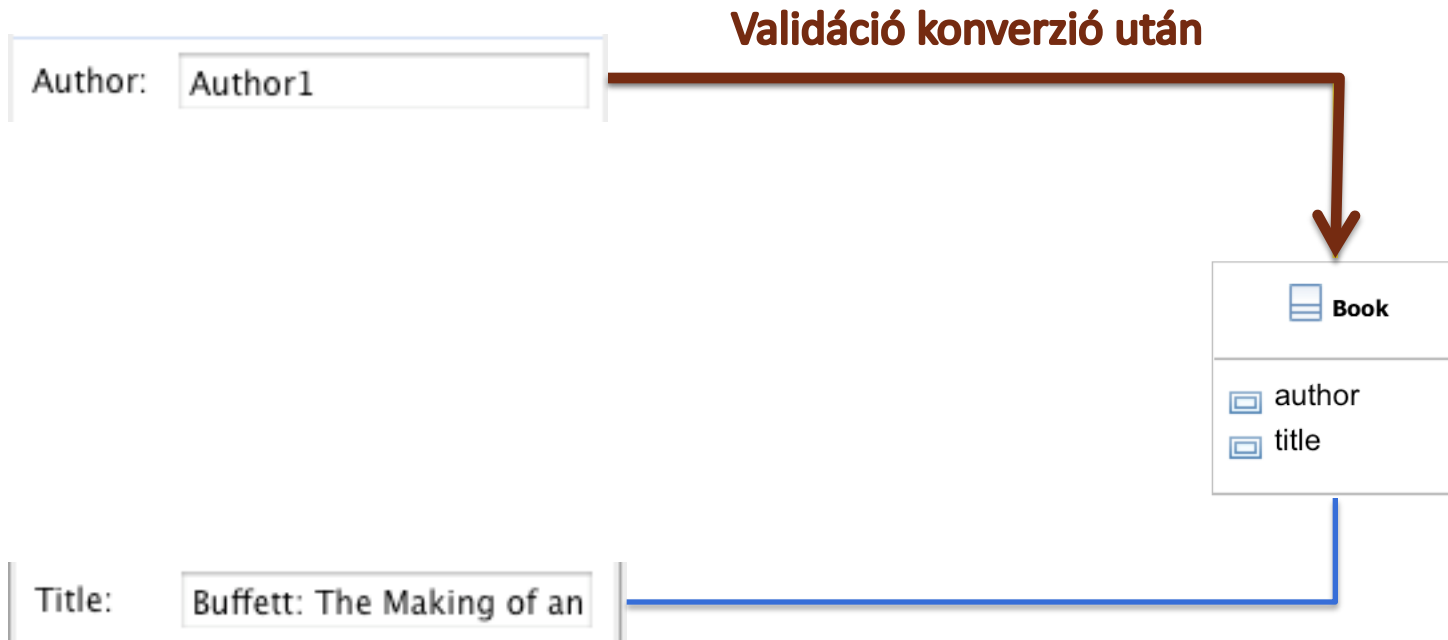 Validáció konverzió után
Author: Author1
Book
author
title
Title: Buffett: The Making of an